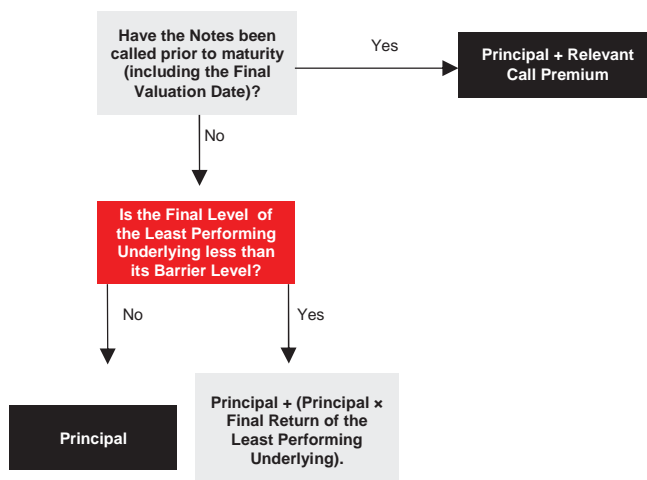 Have the Notes been
called prior to maturity
(including the Final
Valuation Date)?
Yes
Principal + Relevant
Call Premium
No
Is the Final Level of
the Least Performing
Underlying less than
its Barrier Level?
No
Yes
Principal
Principal + (Principal ×
Final Return of the
Least Performing
Underlying).